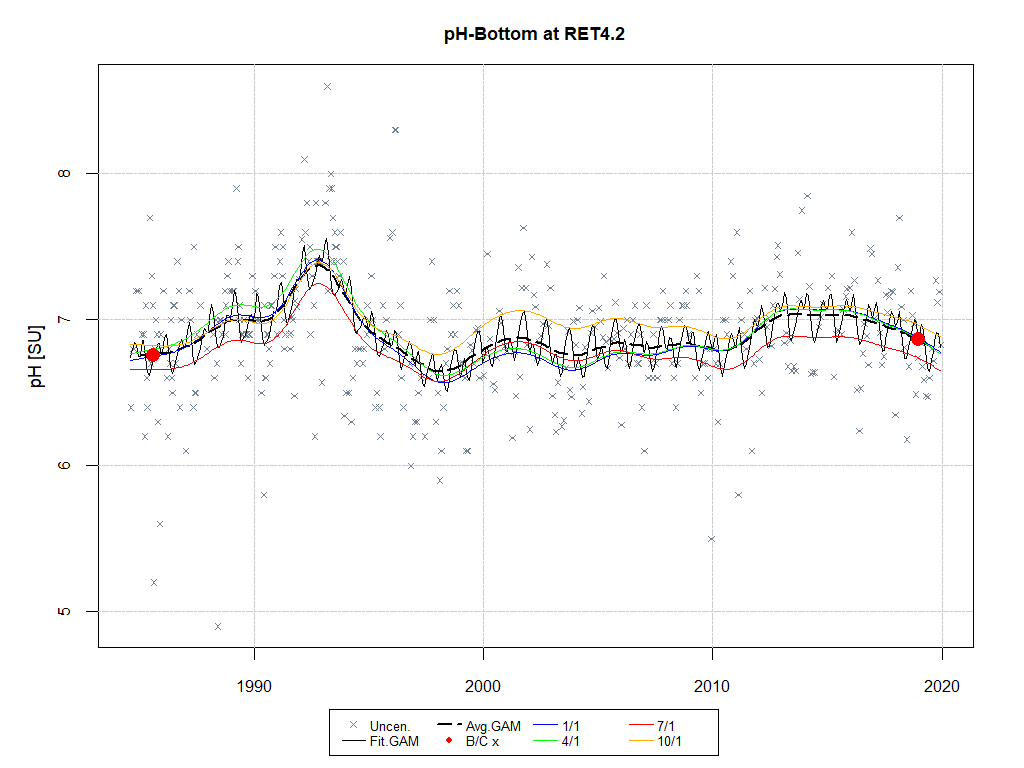 pH-Bottom at RET4.2
pH [SU]
8
7
6
5
1990 2000 2010 2020
Uncen. Avg.GAM 1/1 7/1
Fit.GAM B/C x 4/1 10/1